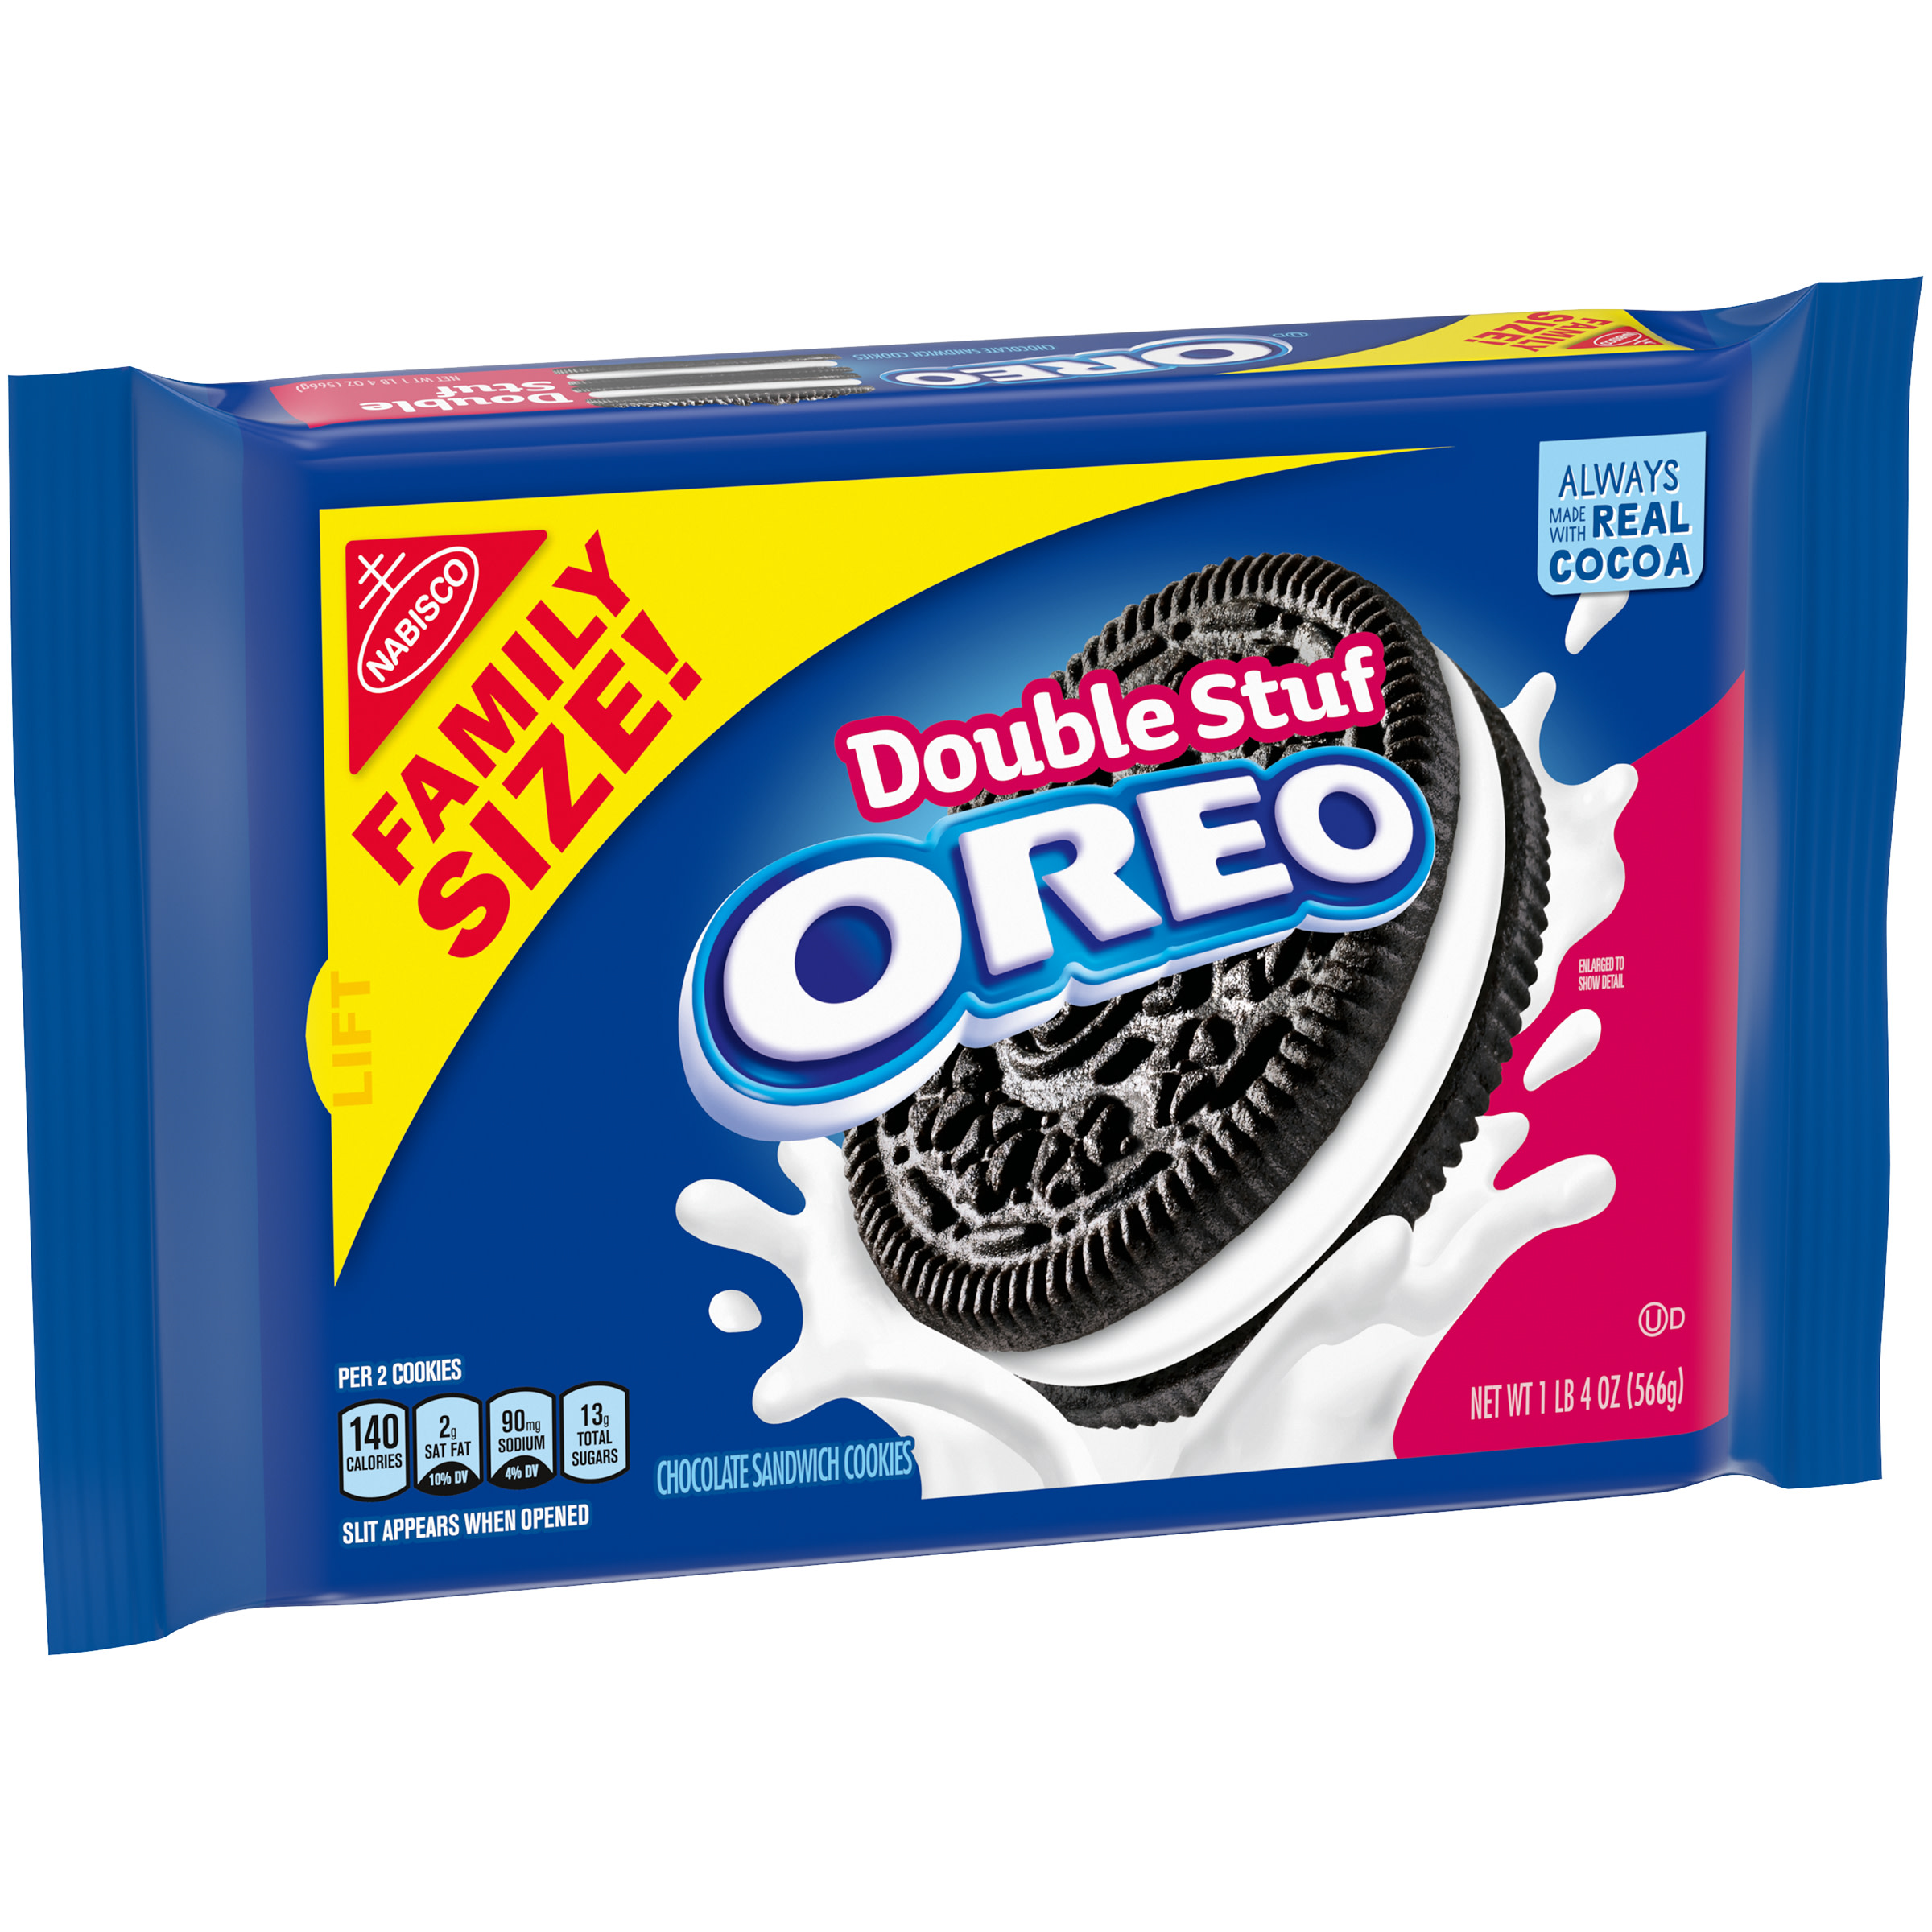 NET WT 1 LB 4 OZ (566g)
Double
Stuf
CHOCOLATE SANDWICH COOKIES
OREO
UD
FAMILY
SIZE!
NABISCO
NABISCO
FAMILY
SIZE!
LIFT
ALWAYS
MADE
WITH REAL
COCOA
Double Stuf
OREO
ENLARGED TO
SHOW DETAIL
UD
NET WT 1 LB 4 OZ (566g)
PER 2 COOKIES
140
CALORIES
2g
SAT FAT
10% DV
90mg
SODIUM
4% DV
13g
TOTAL
SUGARS
SLIT APPEARS WHEN OPENED
CHOCOLATE SANDWICH COOKIES